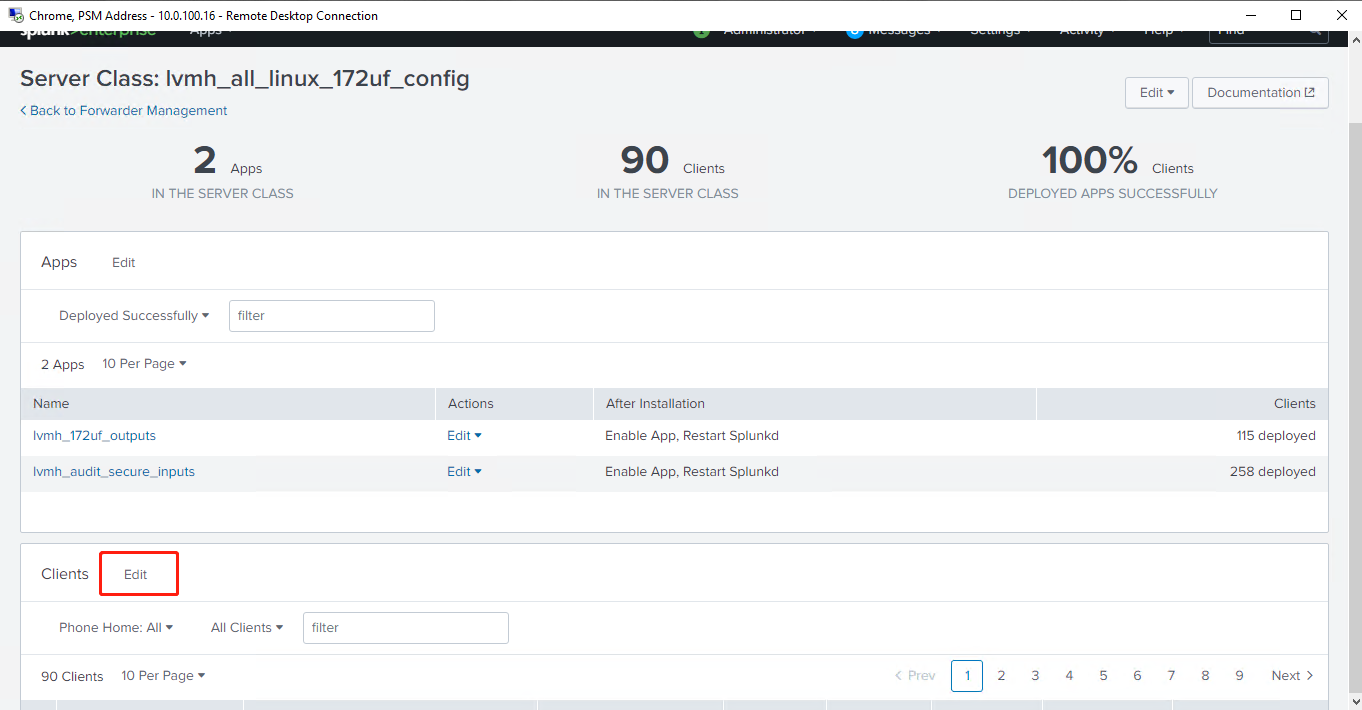 Chrome, PSM Address - 10.0.100.16 - Remote Desktop Connection
splunk>enterprise Apps Administrator Messages Settings Activity Help Find
Server Class: lvmh_all_linux_172uf_config
Edit Documentation
Back to Forwarder Management
2 Apps
IN THE SERVER CLASS
90 Clients
IN THE SERVER CLASS
100% Clients
DEPLOYED APPS SUCCESSFULLY
Apps Edit
Deployed Successfully filter
2 Apps 10 Per Page
Name Actions After Installation Clients
lvmh_172uf_outputs Edit Enable App, Restart Splunkd 115 deployed
lvmh_audit_secure_inputs Edit Enable App, Restart Splunkd 258 deployed
Clients Edit
Phone Home: All All Clients filter
90 Clients 10 Per Page < Prev 1 2 3 4 5 6 7 8 9 Next >